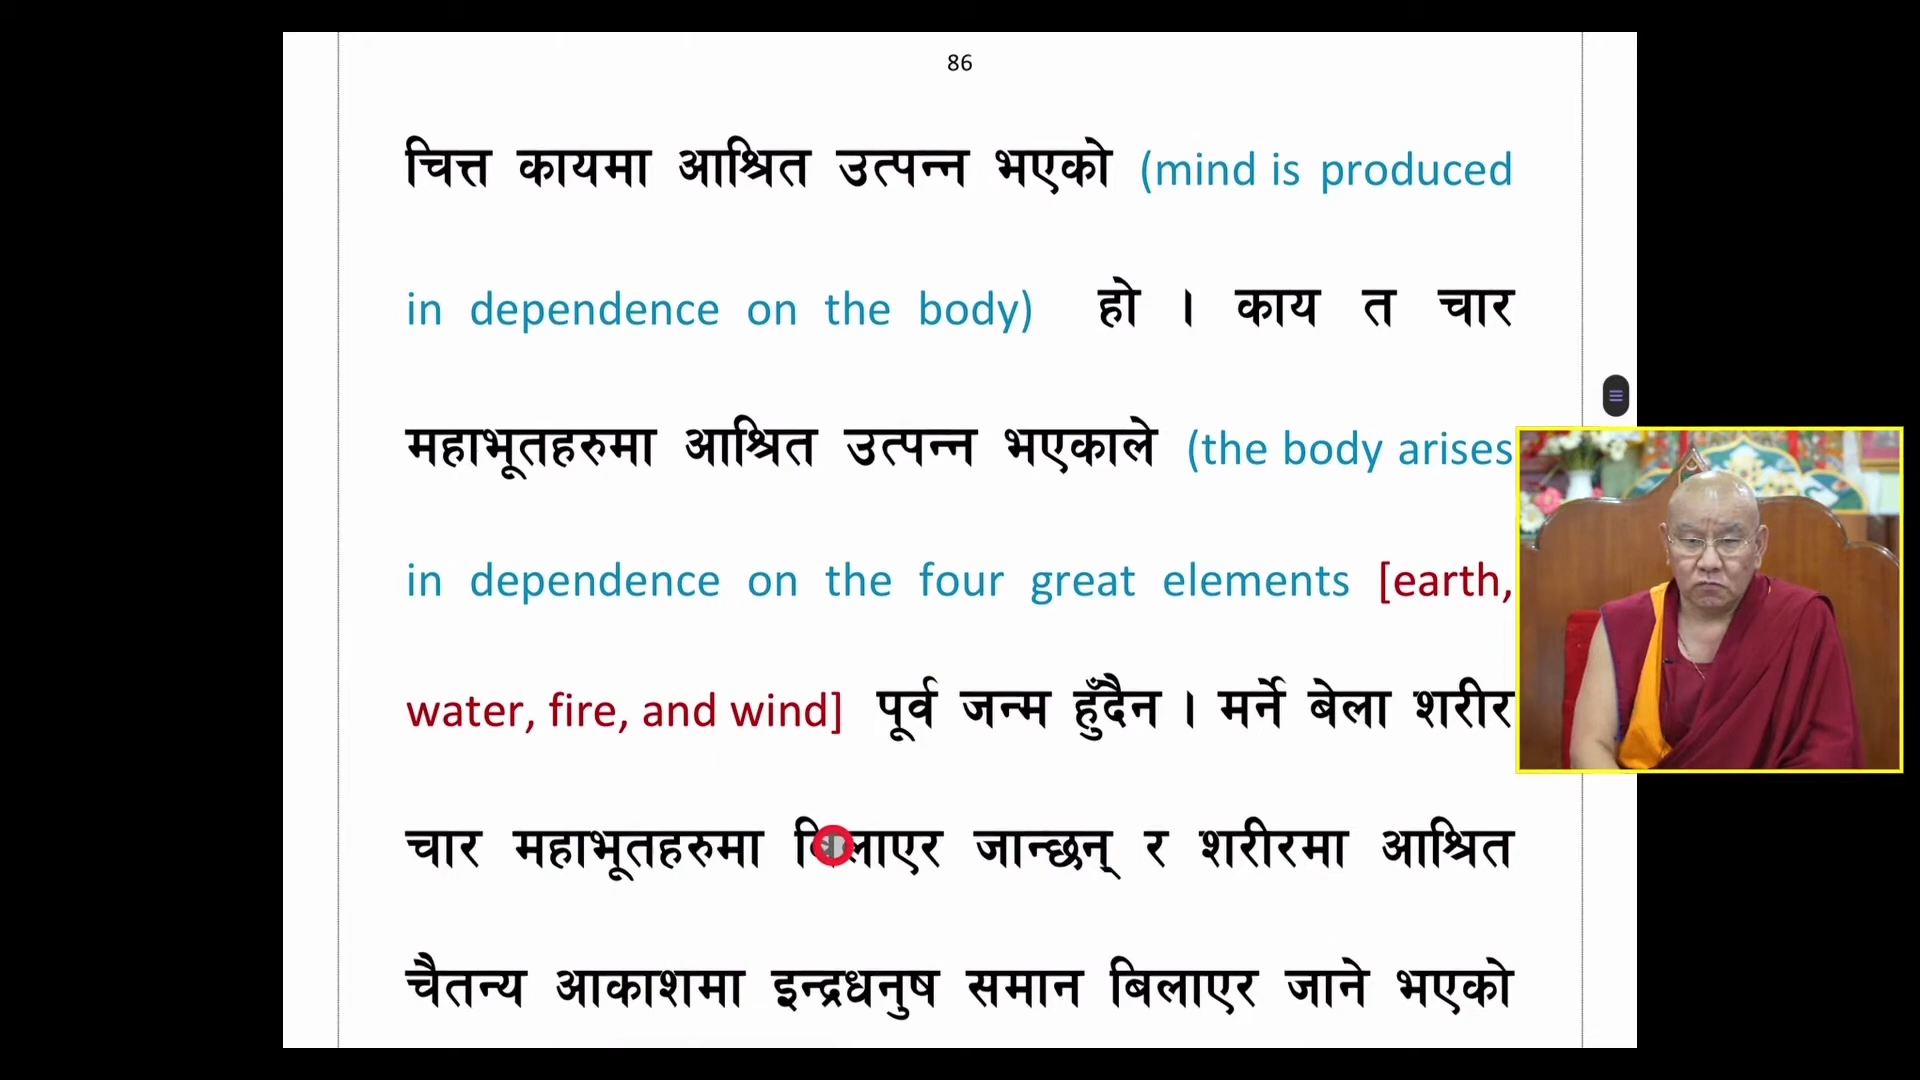 86
चित्त कायमा आश्रित उत्पन्न भएको (mind is produced
in dependence on the body) हो । काय त चार
महाभूतहरुमा आश्रित उत्पन्न भएकाले (the body arises
in dependence on the four great elements [earth,
water, fire, and wind] पूर्व जन्म हुँदैन । मर्ने बेला शरीर
चार महाभूतहरुमा बिलाएर जान्छन् र शरीरमा आश्रित
चैतन्य आकाशमा इन्द्रधनुष समान बिलाएर जाने भएको